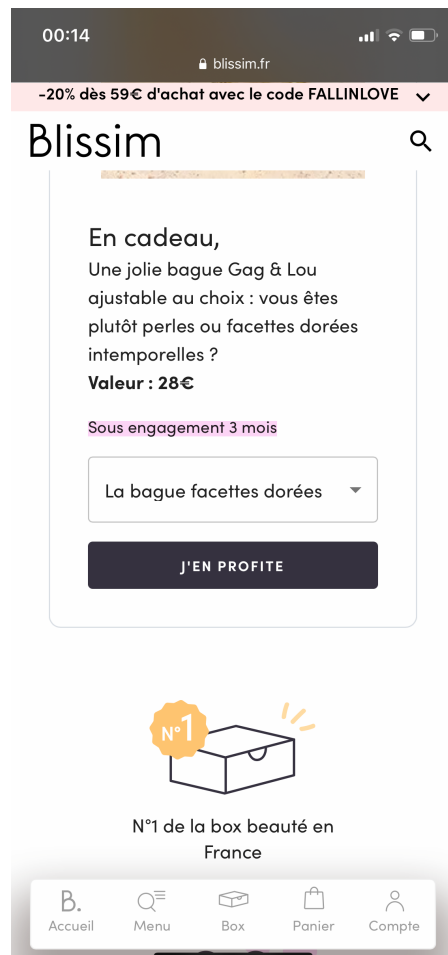 00:14
blissim.fr
-20% dès 59€ d'achat avec le code FALLINLOVE
Blissim
En cadeau,
Une jolie bague Gag & Lou
ajustable au choix : vous êtes
plutôt perles ou facettes dorées
intemporelles ?
Valeur : 28€
Sous engagement 3 mois
La bague facettes dorées
J'EN PROFITE
N°1
N°1 de la box beauté en
France
B.
Accueil
Menu
Box
Panier
Compte